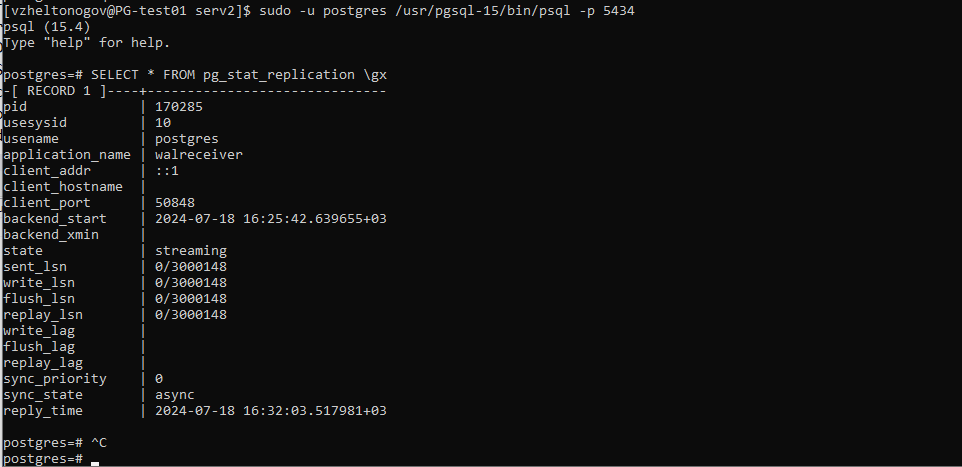 [vzheltonogov@PG-test01 serv2]$ sudo -u postgres /usr/pgsql-15/bin/psql -p 5434
psql (15.4)
Type "help" for help.
postgres=# SELECT * FROM pg_stat_replication \gx
-[ RECORD 1 ]----+------------------------------
pid              | 170285
usesysid         | 10
usename          | postgres
application_name | walreceiver
client_addr      | ::1
client_hostname  |
client_port      | 50848
backend_start    | 2024-07-18 16:25:42.639655+03
backend_xmin     |
state            | streaming
sent_lsn         | 0/3000148
write_lsn        | 0/3000148
flush_lsn        | 0/3000148
replay_lsn       | 0/3000148
write_lag        |
flush_lag        |
replay_lag       |
sync_priority    | 0
sync_state       | async
reply_time       | 2024-07-18 16:32:03.517981+03
postgres=# ^C
postgres=#